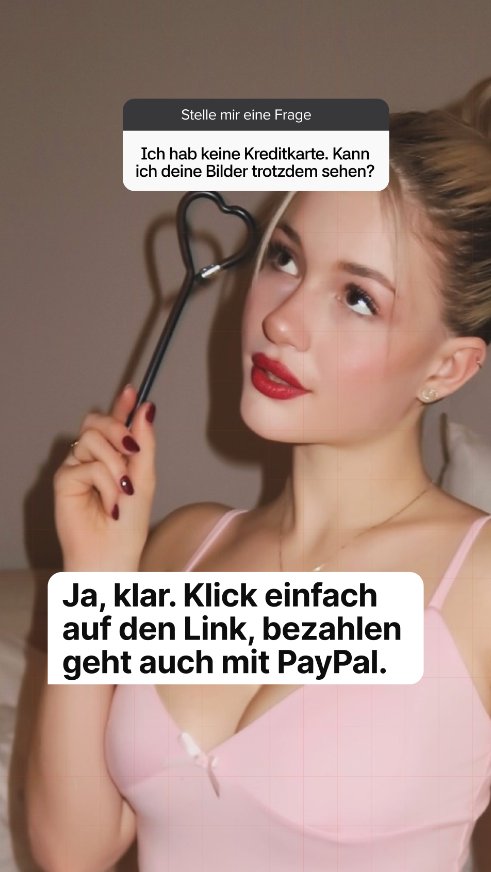 Stelle mir eine Frage
Ich hab keine Kreditkarte. Kann
ich deine Bilder trotzdem sehen?
Ja, klar. Klick einfach
auf den Link, bezahlen
geht auch mit PayPal.